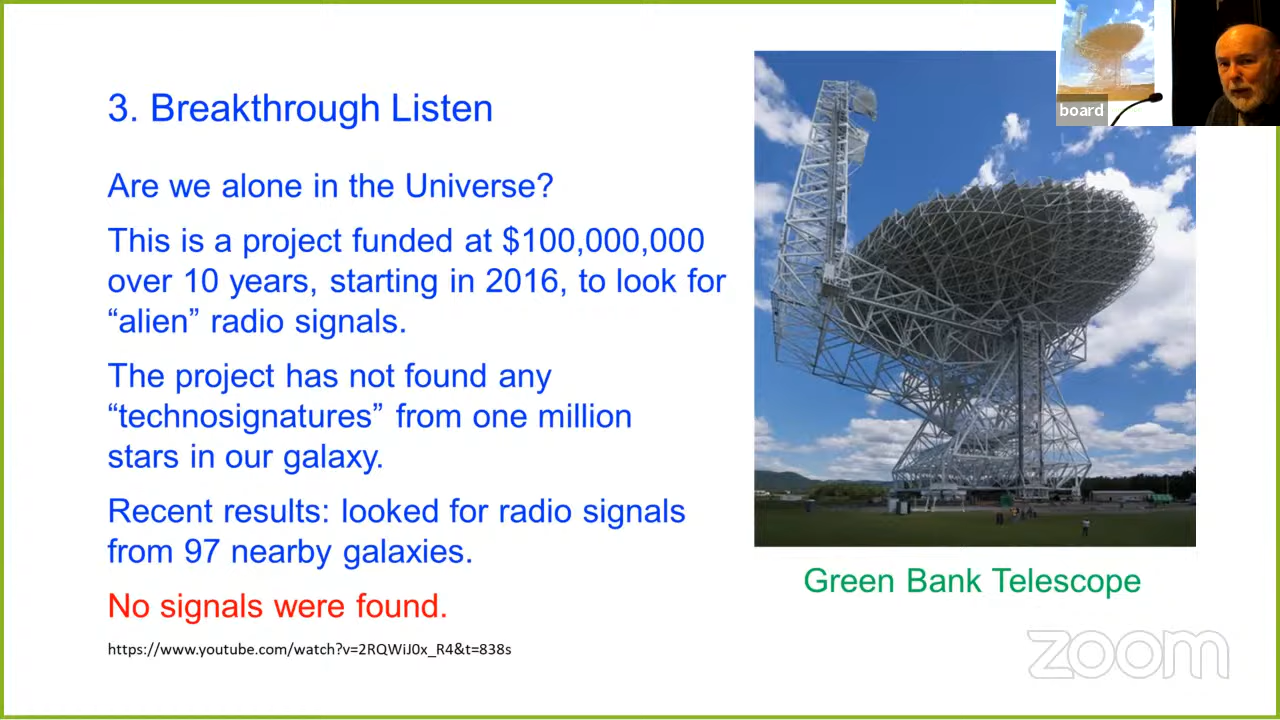 board
3. Breakthrough Listen
Are we alone in the Universe?
This is a project funded at $100,000,000
over 10 years, starting in 2016, to look for
“alien” radio signals.
The project has not found any
“technosignatures” from one million
stars in our galaxy.
Recent results: looked for radio signals
from 97 nearby galaxies.
No signals were found.
https://www.youtube.com/watch?v=2RQWiJ0x_R4&t=838s
Green Bank Telescope
zoom